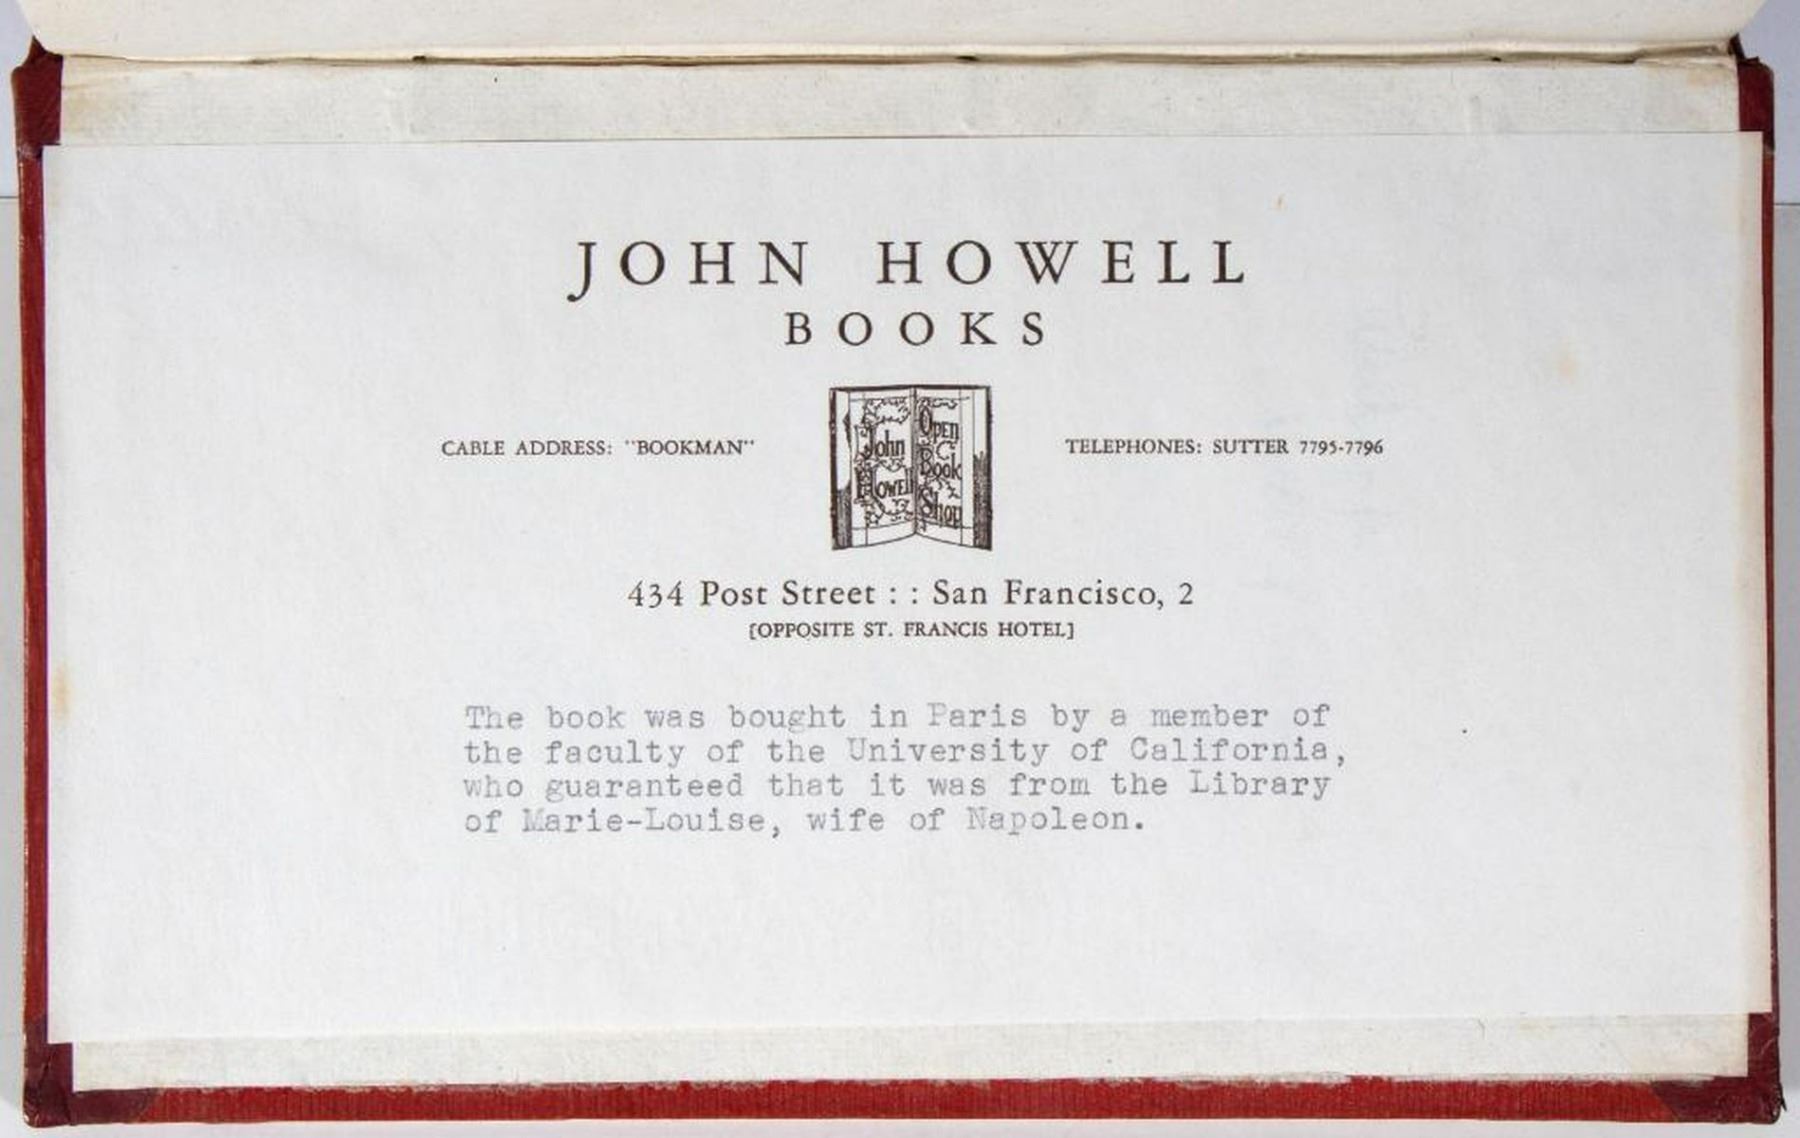 JOHN HOWELL
BOOKS
CABLE ADDRESS: "BOOKMAN"
John Howell
Open Book Shop
TELEPHONES: SUTTER 7795-7796
434 Post Street : : San Francisco, 2
[OPPOSITE ST. FRANCIS HOTEL]
The book was bought in Paris by a member of
the faculty of the University of California,
who guaranteed that it was from the Library
of Marie-Louise, wife of Napoleon.